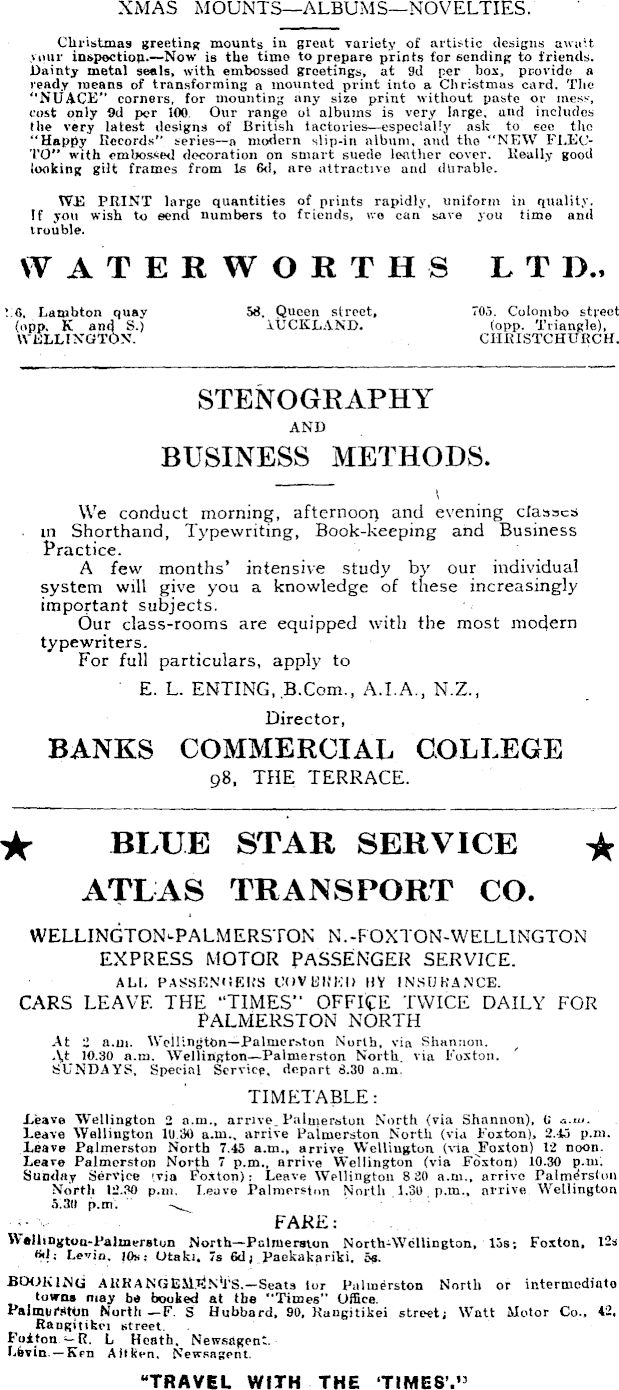 XMAS MOUNTS—ALBUMS—NOVELTIES.
Christmas greeting mounts in great variety of artistic designs await
your inspection.—Now is the time to prepare prints for sending to friends.
Dainty metal seals, with embossed greetings, at 9d per box, provide a
ready means of transforming a mounted print into a Christmas card. The
"NUACE" corners, for mounting any size print without paste or mess,
cost only 9d per 100. Our range of albums is very large, and includes
the very latest designs of British factories—especially ask to see the
"Happy Records" series—a modern slip-in album, and the "NEW FLEC-
TO" with embossed decoration on smart suede leather cover. Really good
looking gilt frames from 1s 6d, are attractive and durable.
WE PRINT large quantities of prints rapidly, uniform in quality.
If you wish to send numbers to friends, we can save you time and
trouble.
WATERWORTHS LTD.,
Lambton quay
(opp. K and S.)
WELLINGTON.
58, Queen street,
AUCKLAND.
705, Colombo street
(opp. Triangle),
CHRISTCHURCH.
STENOGRAPHY
AND
BUSINESS METHODS.
We conduct morning, afternoon and evening classes
in Shorthand, Typewriting, Book-keeping and Business
Practice.
A few months' intensive study by our individual
system will give you a knowledge of these increasingly
important subjects.
Our class-rooms are equipped with the most modern
typewriters.
For full particulars, apply to
E. L. ENTING, B.Com., A.I.A., N.Z.,
Director,
BANKS COMMERCIAL COLLEGE
98, THE TERRACE.
★ BLUE STAR SERVICE ★
ATLAS TRANSPORT CO.
WELLINGTON-PALMERSTON N.-FOXTON-WELLINGTON
EXPRESS MOTOR PASSENGER SERVICE.
ALL PASSENGERS COVERED BY INSURANCE.
CARS LEAVE THE "TIMES" OFFICE TWICE DAILY FOR
PALMERSTON NORTH
At 2 a.m. Wellington—Palmerston North, via Shannon.
At 10.30 a.m. Wellington—Palmerston North, via Foxton.
SUNDAYS, Special Service, depart 8.30 a.m.
TIMETABLE:
Leave Wellington 2 a.m., arrive Palmerston North (via Shannon), 6 a.m.
Leave Wellington 10.30 a.m., arrive Palmerston North (via Foxton), 2.45 p.m.
Leave Palmerston North 7.45 a.m., arrive Wellington (via Foxton) 12 noon.
Leave Palmerston North 7 p.m., arrive Wellington (via Foxton) 10.30 p.m.
Sunday Service (via Foxton): Leave Wellington 8 30 a.m., arrive Palmerston
North 12.30 p.m. Leave Palmerston North 1.30 p.m., arrive Wellington
5.30 p.m.
FARE:
Wellington-Palmerston North—Palmerston North-Wellington, 15s; Foxton, 12s
6d; Levin, 10s; Otaki, 7s 6d; Paekakariki, 5s.
BOOKING ARRANGEMENTS.—Seats for Palmerston North or intermediate
towns may be booked at the "Times" Office.
Palmerston North—F. S Hubbard, 90, Rangitikei street; Watt Motor Co., 42,
Rangitikei street.
Foxton—R. L Heath, Newsagent.
Levin.—Ken Aitken, Newsagent.
"TRAVEL WITH THE 'TIMES'."